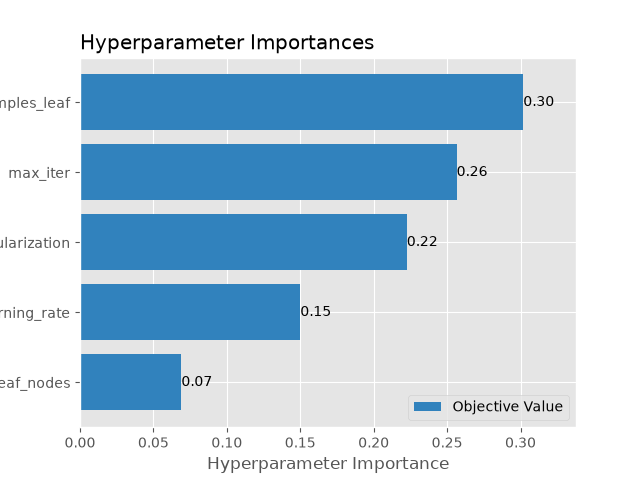 Hyperparameter Importances
mples_leaf
0.30
max_iter
0.26
ularization
0.22
rning_rate
0.15
eaf_nodes
0.07
Objective Value
0.00 0.05 0.10 0.15 0.20 0.25 0.30
Hyperparameter Importance